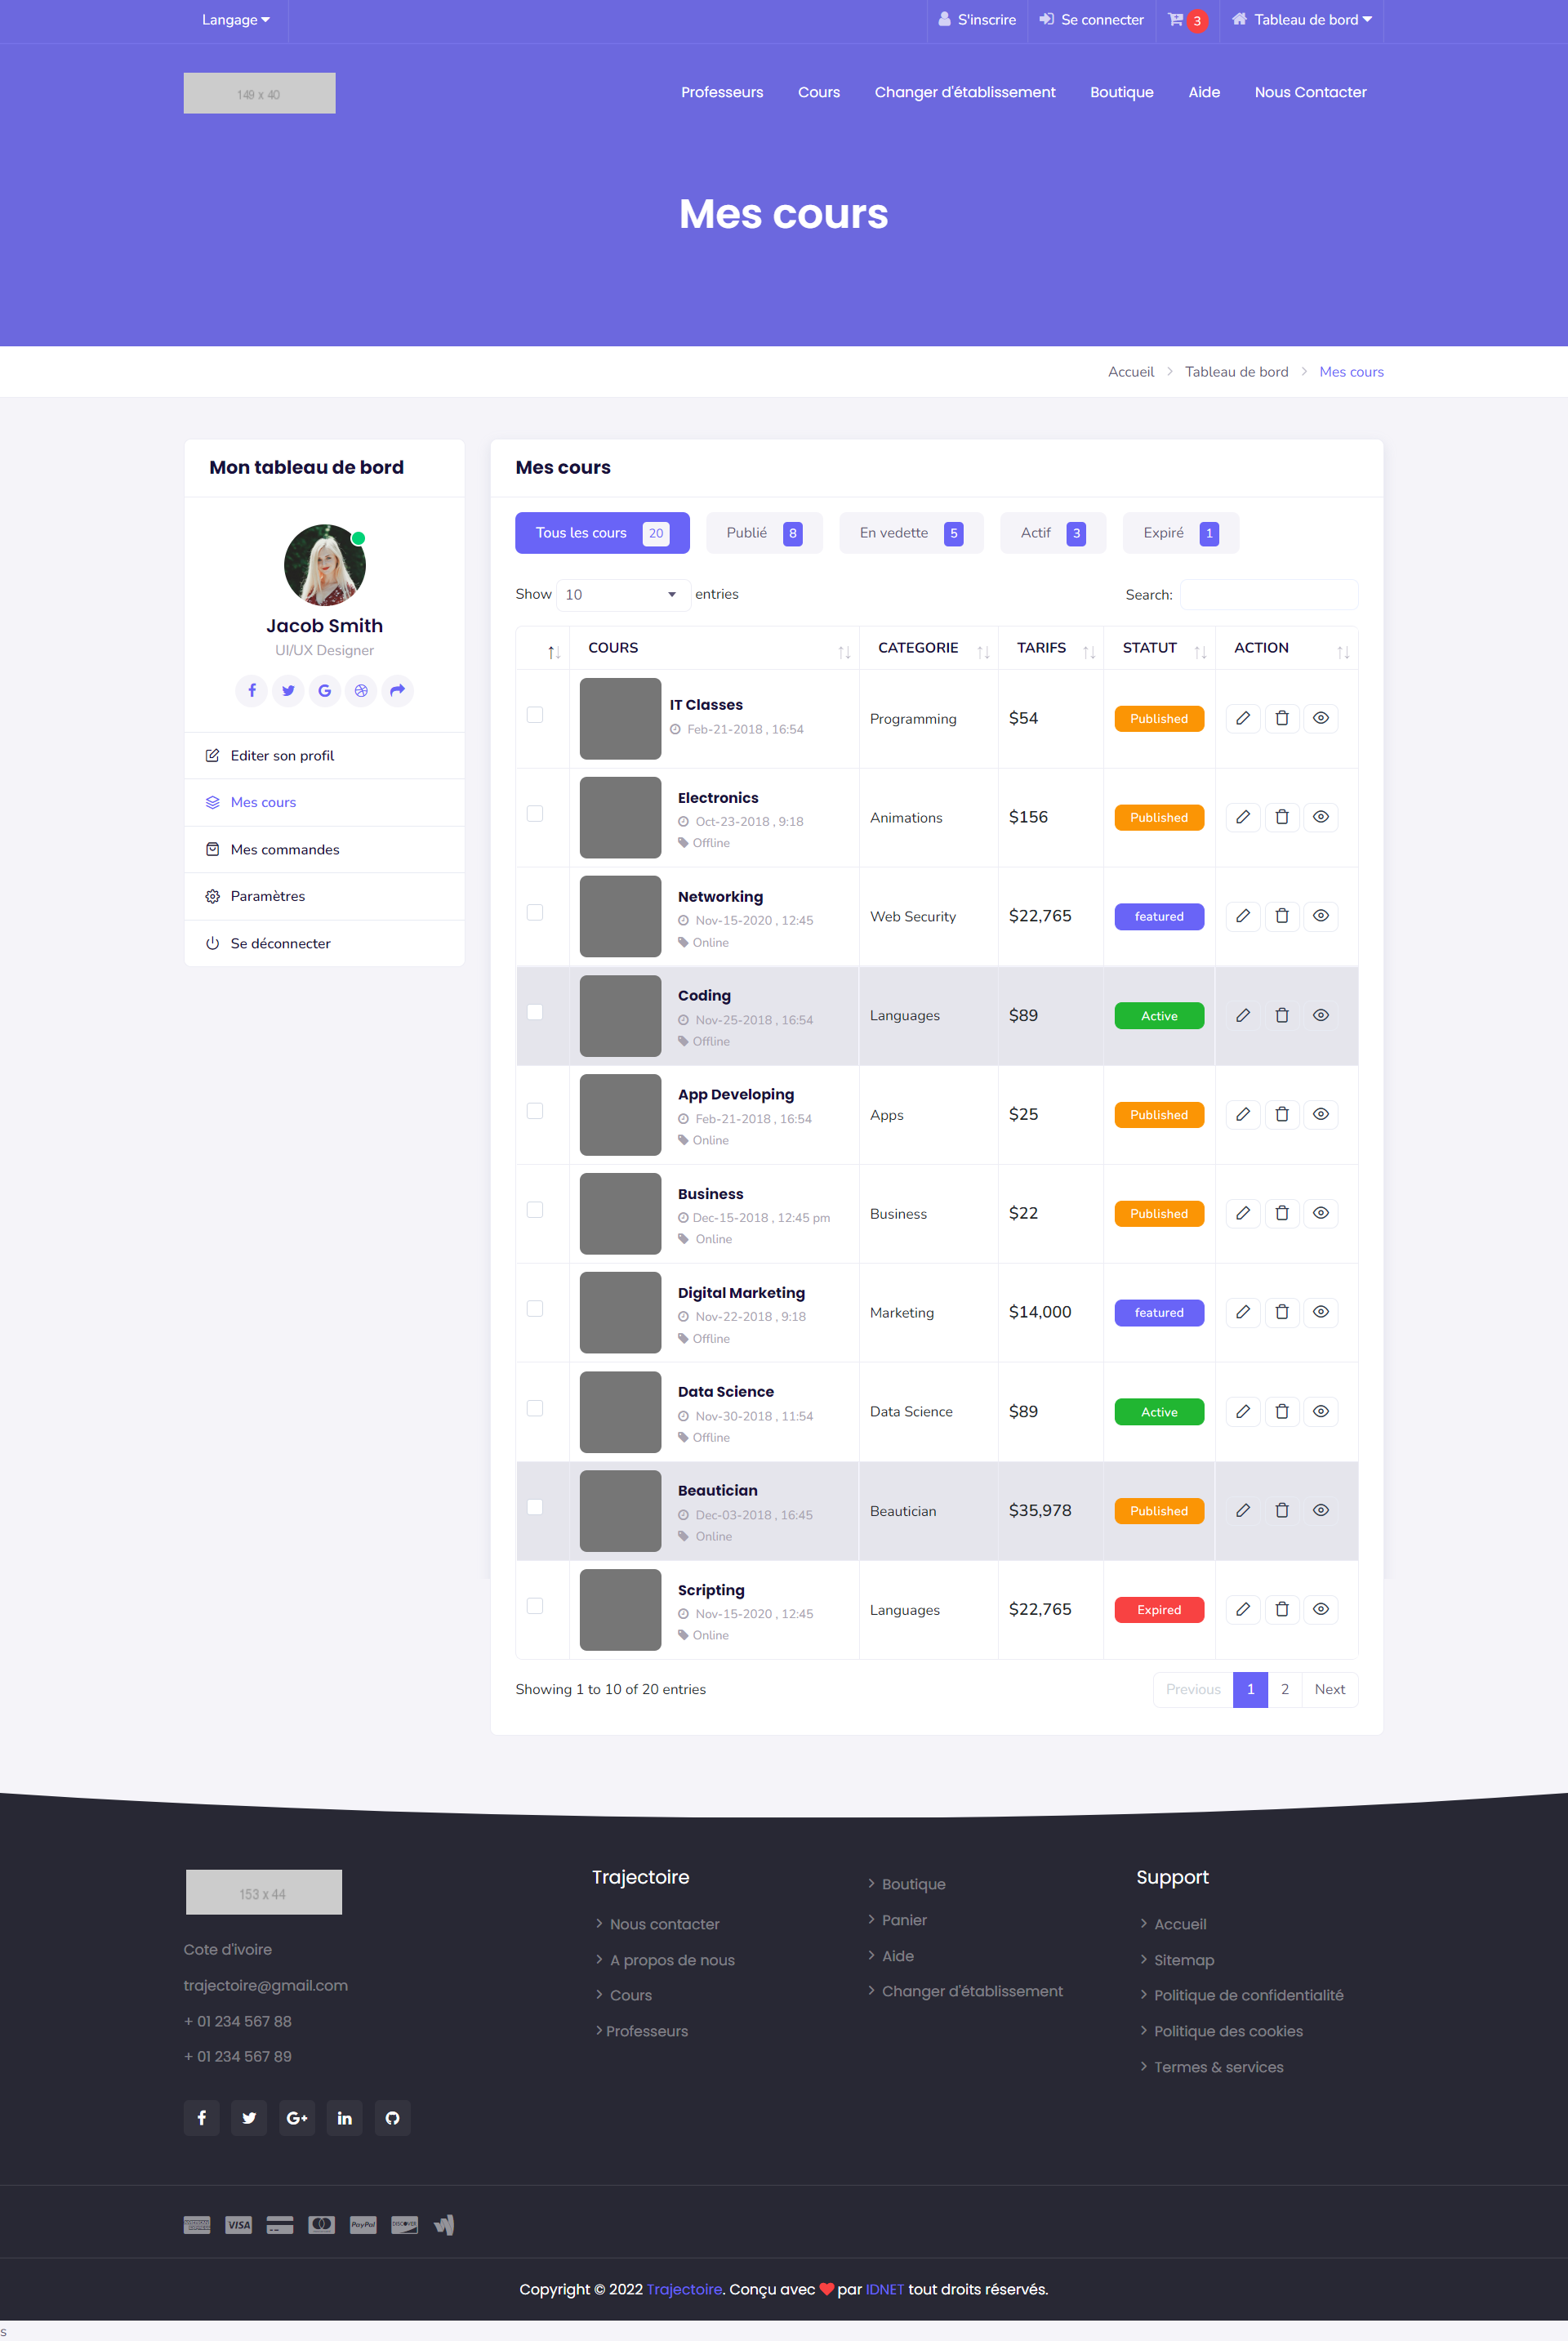 Langage
S'inscrire
Se connecter
3
Tableau de bord
149 x 40
Professeurs
Cours
Changer d'établissement
Boutique
Aide
Nous Contacter
Mes cours
Accueil
Tableau de bord
Mes cours
Mon tableau de bord
Jacob Smith
UI/UX Designer
Editer son profil
Mes cours
Mes commandes
Paramètres
Se déconnecter
Mes cours
Tous les cours 20
Publié 8
En vedette 5
Actif 3
Expiré 1
Show 10 entries
Search:
COURS CATEGORIE TARIFS STATUT ACTION
IT Classes
Feb-21-2018 , 16:54
Programming $54 Published
Electronics
Oct-23-2018 , 9:18
Offline
Animations $156 Published
Networking
Nov-15-2020 , 12:45
Online
Web Security $22,765 featured
Coding
Nov-25-2018 , 16:54
Offline
Languages $89 Active
App Developing
Feb-21-2018 , 16:54
Online
Apps $25 Published
Business
Dec-15-2018 , 12:45 pm
Online
Business $22 Published
Digital Marketing
Nov-22-2018 , 9:18
Offline
Marketing $14,000 featured
Data Science
Nov-30-2018 , 11:54
Offline
Data Science $89 Active
Beautician
Dec-03-2018 , 16:45
Online
Beautician $35,978 Published
Scripting
Nov-15-2020 , 12:45
Online
Languages $22,765 Expired
Showing 1 to 10 of 20 entries
Previous 1 2 Next
153 x 44
Cote d'ivoire
trajectoire@gmail.com
+ 01 234 567 88
+ 01 234 567 89
G+
in
Trajectoire
Nous contacter
A propos de nous
Cours
Professeurs
Boutique
Panier
Aide
Changer d'établissement
Support
Accueil
Sitemap
Politique de confidentialité
Politique des cookies
Termes & services
VISA
PayPal
DISCOVER
Copyright © 2022 Trajectoire. Conçu avec par IDNET tout droits réservés.
s